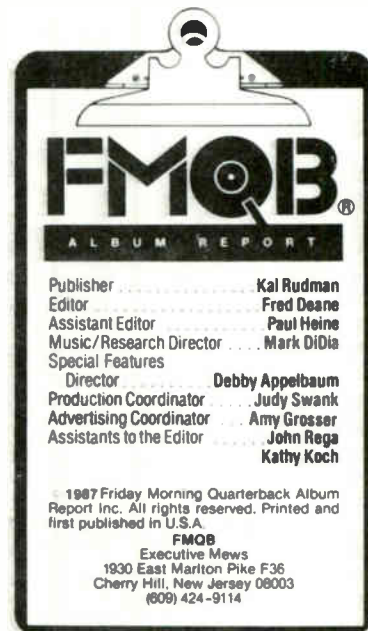 FMQB®
ALBUM REPORT
Publisher Kal Rudman
Editor Fred Deane
Assistant Editor Paul Heine
Music/Research Director Mark DiDia
Special Features
Director Debby Appelbaum
Production Coordinator Judy Swank
Advertising Coordinator Amy Grosser
Assistants to the Editor John Rega
Kathy Koch
© 1987 Friday Morning Quarterback Album
Report Inc. All rights reserved. Printed and
first published in U.S.A.
FMQB
Executive Mews
1930 East Marlton Pike F36
Cherry Hill, New Jersey 08003
(609) 424-9114